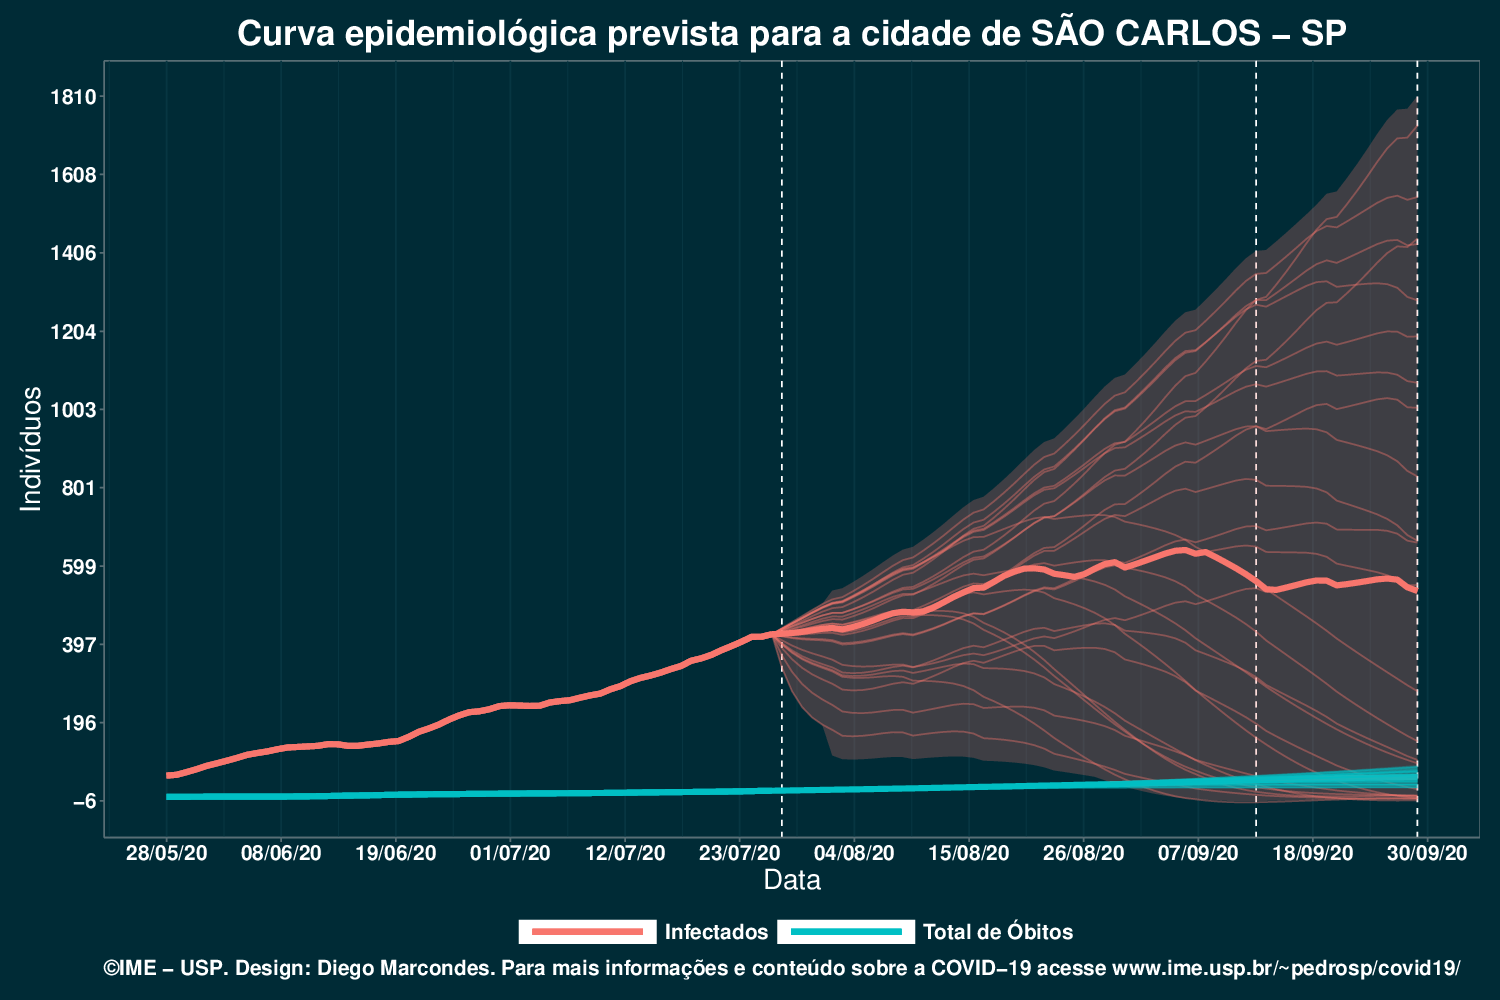 Curva epidemiológica prevista para a cidade de SÃO CARLOS − SP
1810
1608
1406
1204
1003
801
599
397
196
−6
Indivíduos
28/05/20 08/06/20 19/06/20 01/07/20 12/07/20 23/07/20 04/08/20 15/08/20 26/08/20 07/09/20 18/09/20 30/09/20
Data
Infectados Total de Óbitos
©IME − USP. Design: Diego Marcondes. Para mais informações e conteúdo sobre a COVID−19 acesse www.ime.usp.br/~pedrosp/covid19/